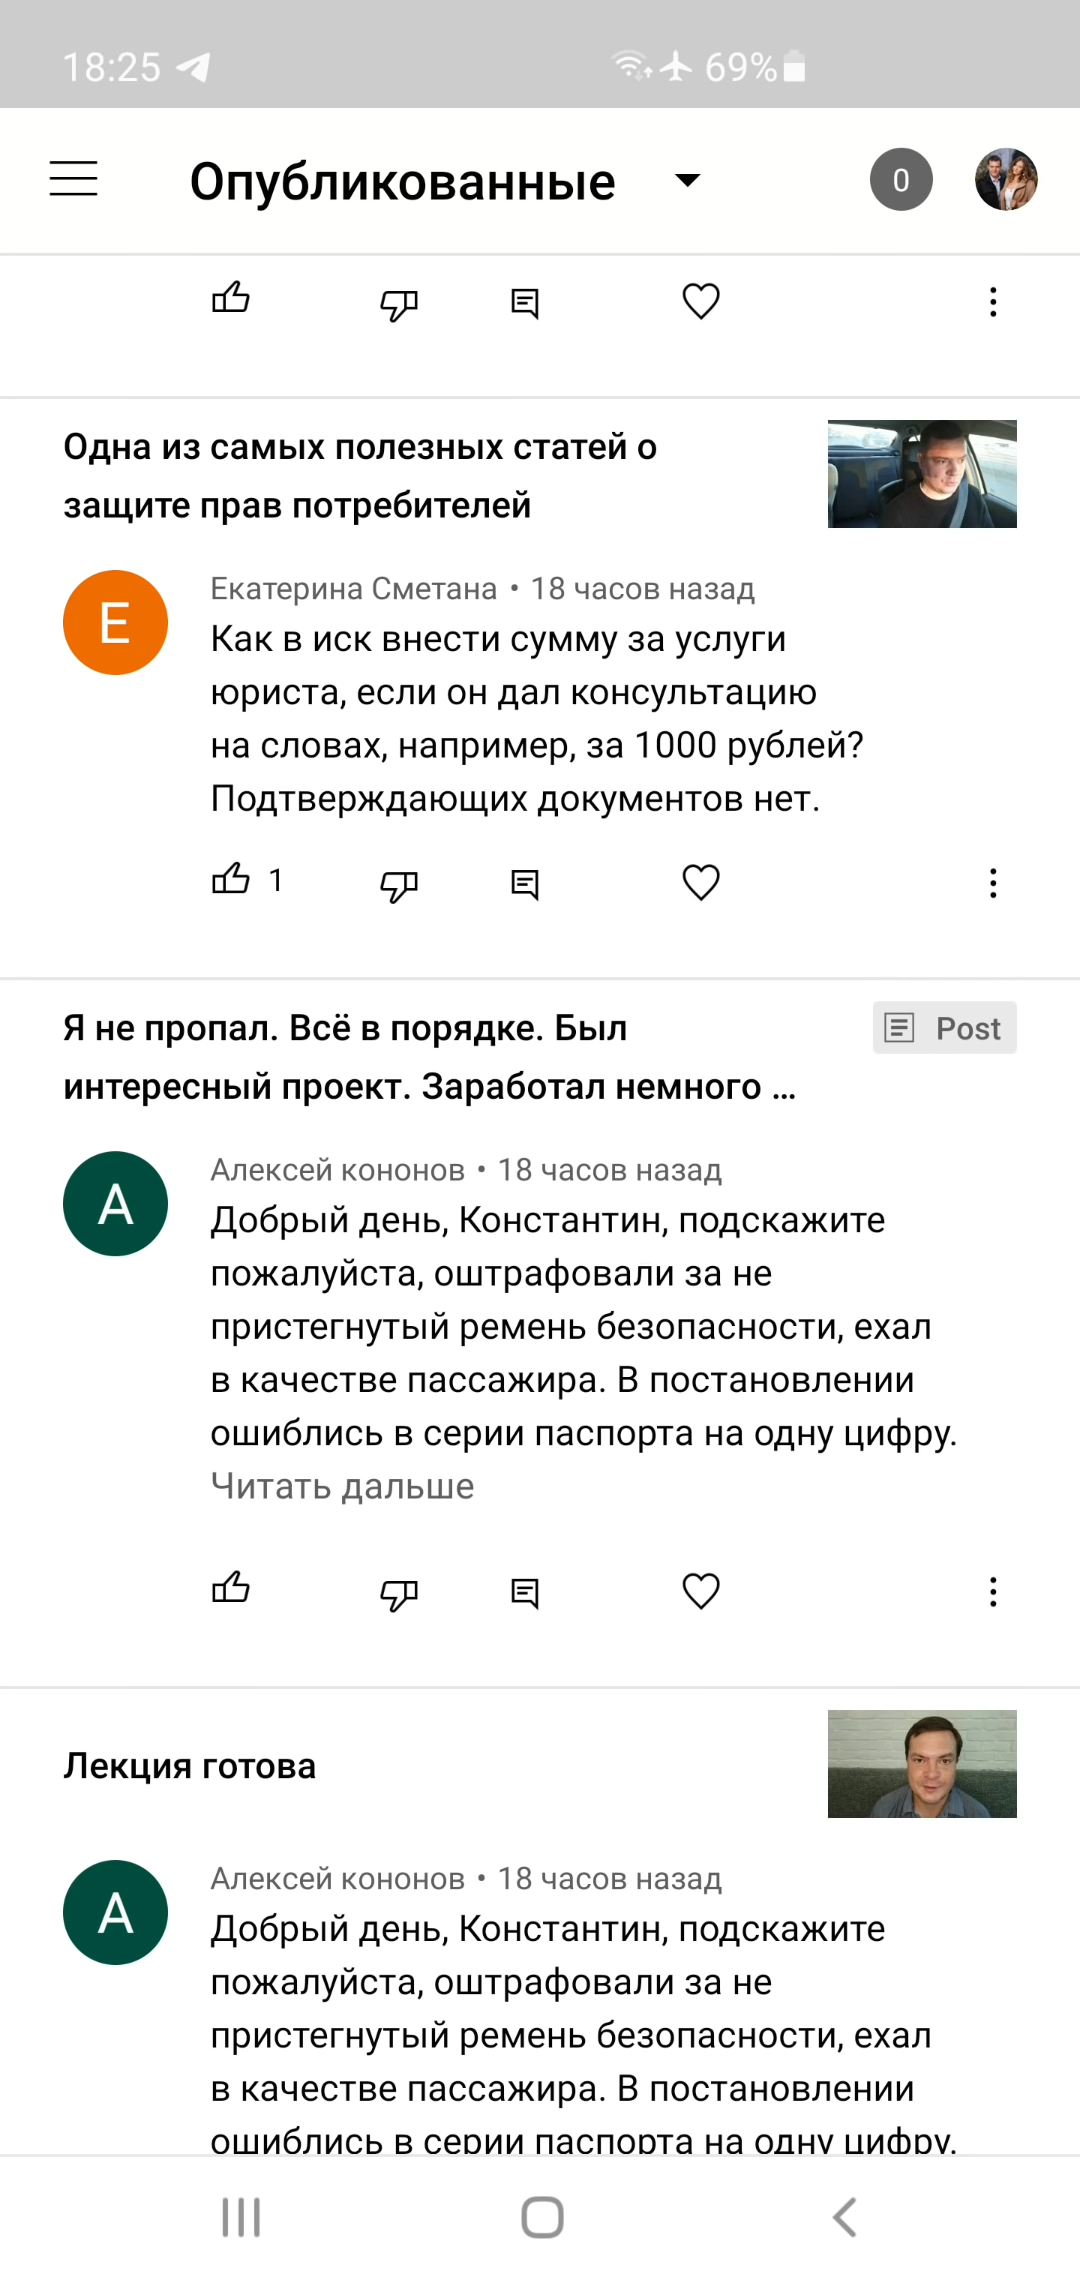 18:25
69%
Опубликованные
0
Одна из самых полезных статей о
защите прав потребителей
E
Екатерина Сметана • 18 часов назад
Как в иск внести сумму за услуги
юриста, если он дал консультацию
на словах, например, за 1000 рублей?
Подтверждающих документов нет.
1
Я не пропал. Всё в порядке. Был
интересный проект. Заработал немного ...
Post
А
Алексей кононов • 18 часов назад
Добрый день, Константин, подскажите
пожалуйста, оштрафовали за не
пристегнутый ремень безопасности, ехал
в качестве пассажира. В постановлении
ошиблись в серии паспорта на одну цифру.
Читать дальше
Лекция готова
А
Алексей кононов • 18 часов назад
Добрый день, Константин, подскажите
пожалуйста, оштрафовали за не
пристегнутый ремень безопасности, ехал
в качестве пассажира. В постановлении
ошиблись в серии паспорта на одну цифру.